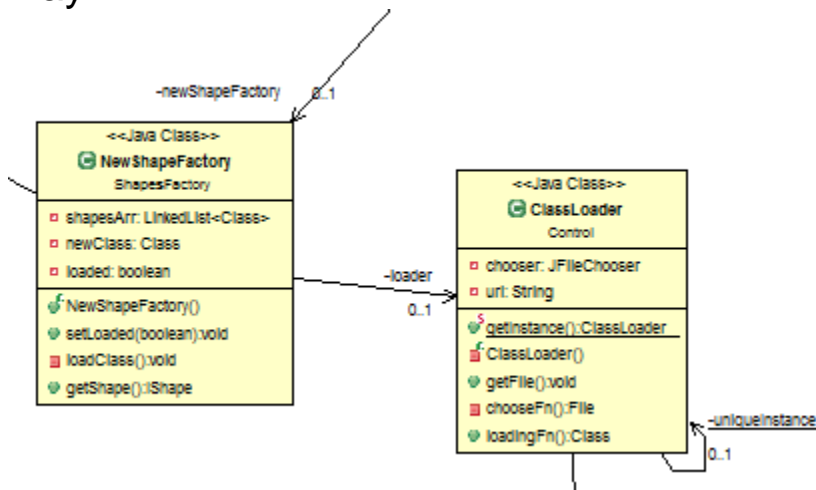 ay
-newShapeFactory
0..1
<<Java Class>>
NewShapeFactory
ShapesFactory
shapesArr: LinkedList<Class>
newClass: Class
loaded: boolean
NewShapeFactory()
setLoaded(boolean):void
loadClass():void
getShape():IShape
-loader
0..1
<<Java Class>>
ClassLoader
Control
chooser: JFileChooser
url: String
getInstance():ClassLoader
ClassLoader()
getFile():void
chooseFn():File
loadingFn():Class
-uniqueInstance
0..1